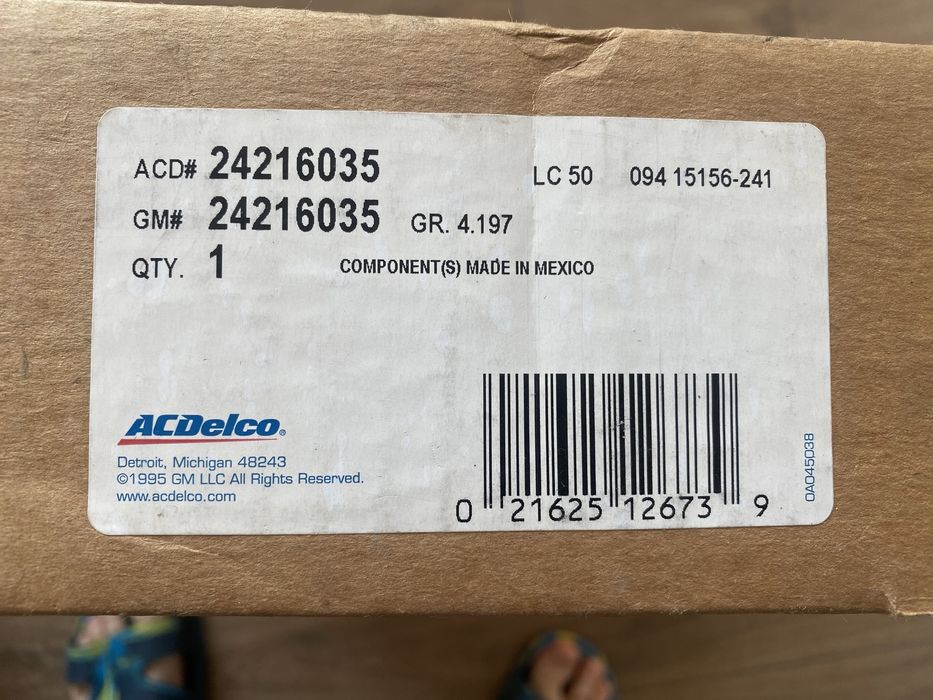 ACD# 24216035 LC 50 094 15156-241
GM# 24216035 GR. 4.197
QTY. 1 COMPONENT(S) MADE IN MEXICO
ACDelco®
Detroit, Michigan 48243
©1995 GM LLC All Rights Reserved.
www.acdelco.com
0 21625 12673 9
0A045038